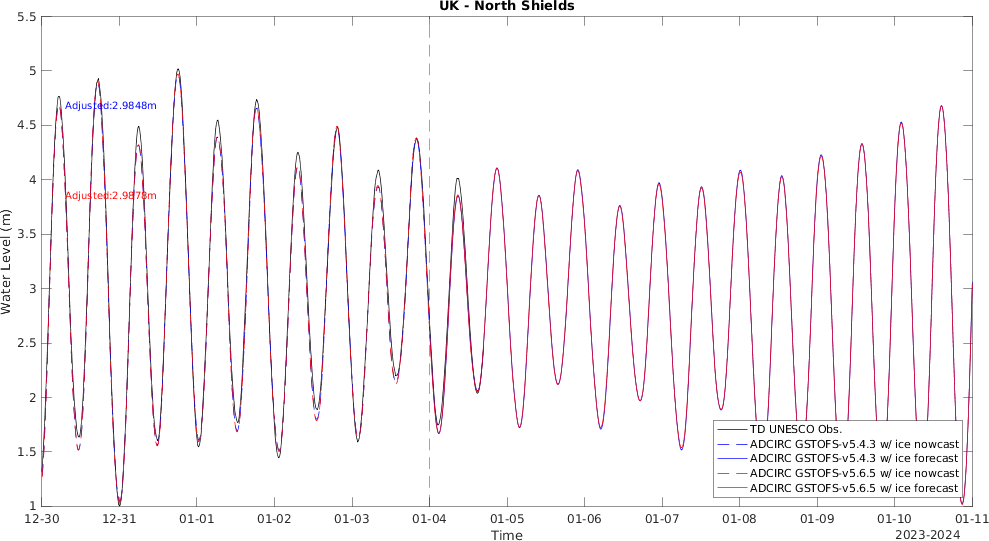 UK - North Shields
5.5
5
4.5
4
3.5
3
2.5
2
1.5
1
Water Level (m)
Adjusted:2.9848m
Adjusted:2.9878m
TD UNESCO Obs.
ADCIRC GSTOFS-v5.4.3 w/ ice nowcast
ADCIRC GSTOFS-v5.4.3 w/ ice forecast
ADCIRC GSTOFS-v5.6.5 w/ ice nowcast
ADCIRC GSTOFS-v5.6.5 w/ ice forecast
12-30 12-31 01-01 01-02 01-03 01-04 01-05 01-06 01-07 01-08 01-09 01-10 01-11
Time
2023-2024